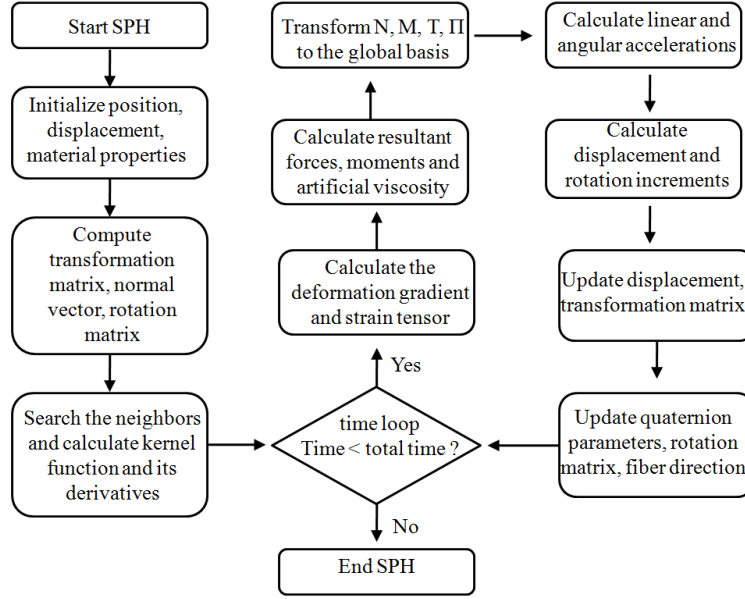 Start SPH
Initialize position,
displacement,
material properties
Compute
transformation
matrix, normal
vector, rotation
matrix
Search the neighbors
and calculate kernel
function and its
derivatives
time loop
Time < total time ?
Yes
No
End SPH
Calculate the
deformation gradient
and strain tensor
Calculate resultant
forces, moments and
artificial viscosity
Transform N, M, T, Π
to the global basis
Calculate linear and
angular accelerations
Calculate
displacement and
rotation increments
Update displacement,
transformation matrix
Update quaternion
parameters, rotation
matrix, fiber direction